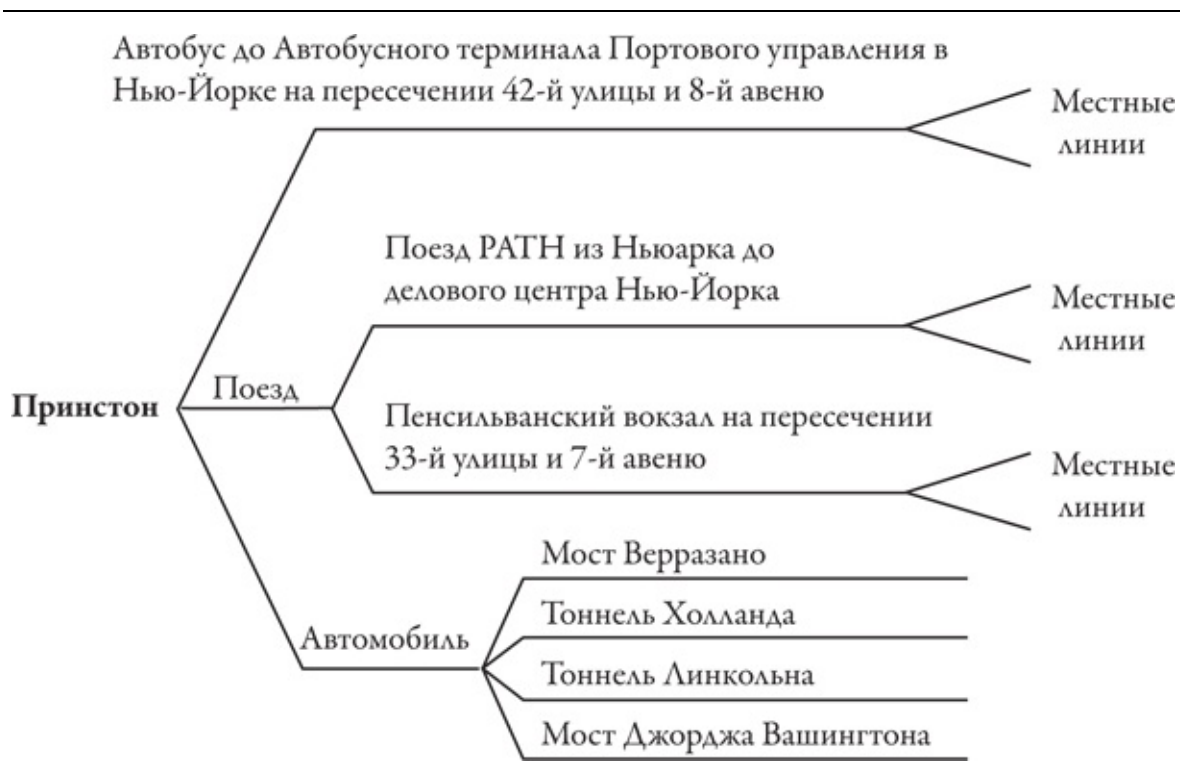 Автобус до Автобусного терминала Портового управления в
Нью-Йорке на пересечении 42-й улицы и 8-й авеню
Местные
линии
Поезд PATH из Ньюарка до
делового центра Нью-Йорка
Местные
линии
Принстон
Поезд
Пенсильванский вокзал на пересечении
33-й улицы и 7-й авеню
Местные
линии
Автомобиль
Мост Верразано
Тоннель Холланда
Тоннель Линкольна
Мост Джорджа Вашингтона